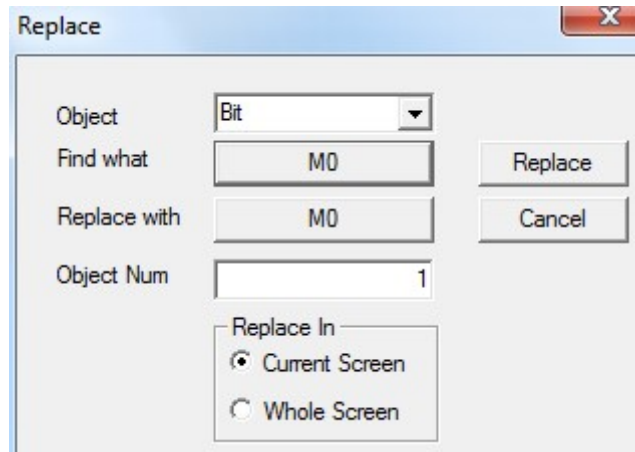 Replace
X
Object Bit
Find what M0 Replace
Replace with M0 Cancel
Object Num 1
Replace In
Current Screen
Whole Screen